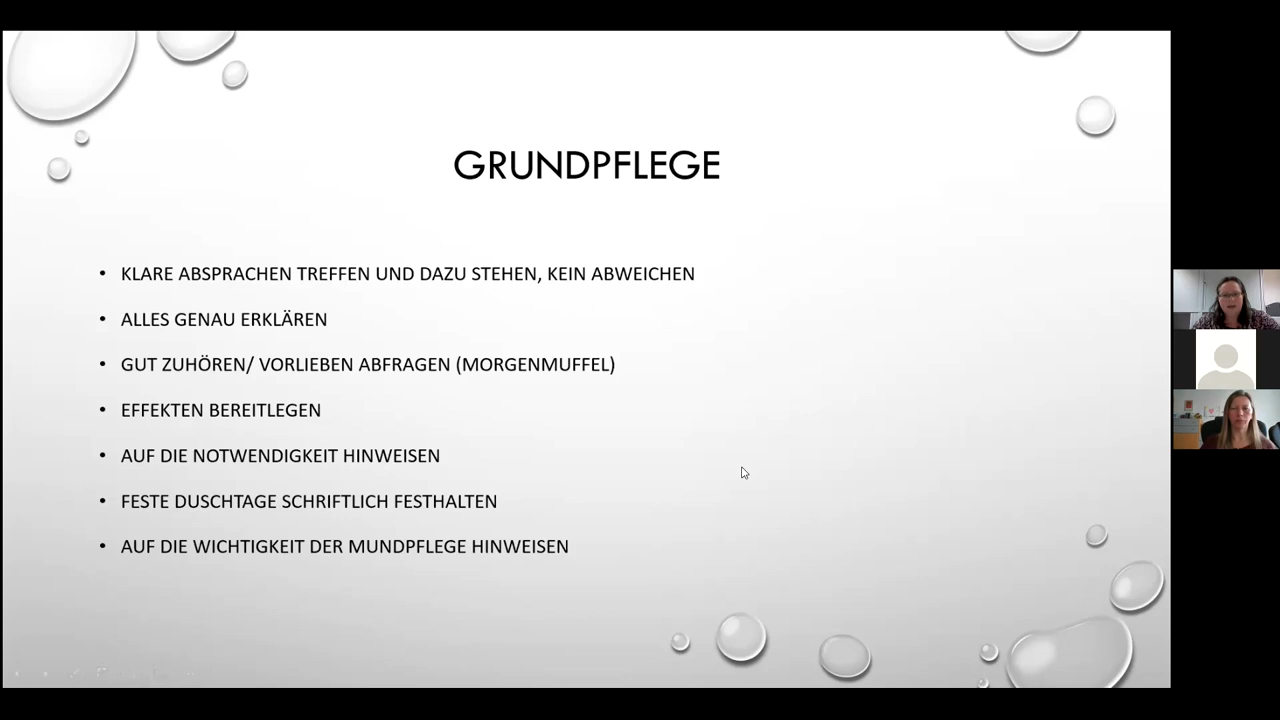 GRUNDPFLEGE
• KLARE ABSPRACHEN TREFFEN UND DAZU STEHEN, KEIN ABWEICHEN
• ALLES GENAU ERKLÄREN
• GUT ZUHÖREN/ VORLIEBEN ABFRAGEN (MORGENMUFFEL)
• EFFEKTEN BEREITLEGEN
• AUF DIE NOTWENDIGKEIT HINWEISEN
• FESTE DUSCHTAGE SCHRIFTLICH FESTHALTEN
• AUF DIE WICHTIGKEIT DER MUNDPFLEGE HINWEISEN